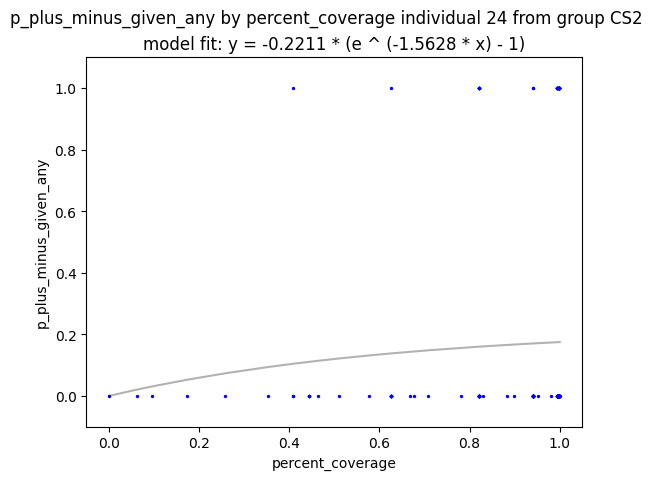 p_plus_minus_given_any by percent_coverage individual 24 from group CS2
model fit: y = -0.2211 * (e ^ (-1.5628 * x) - 1)
1.0
0.8
0.6
0.4
0.2
0.0
p_plus_minus_given_any
0.0 0.2 0.4 0.6 0.8 1.0
percent_coverage